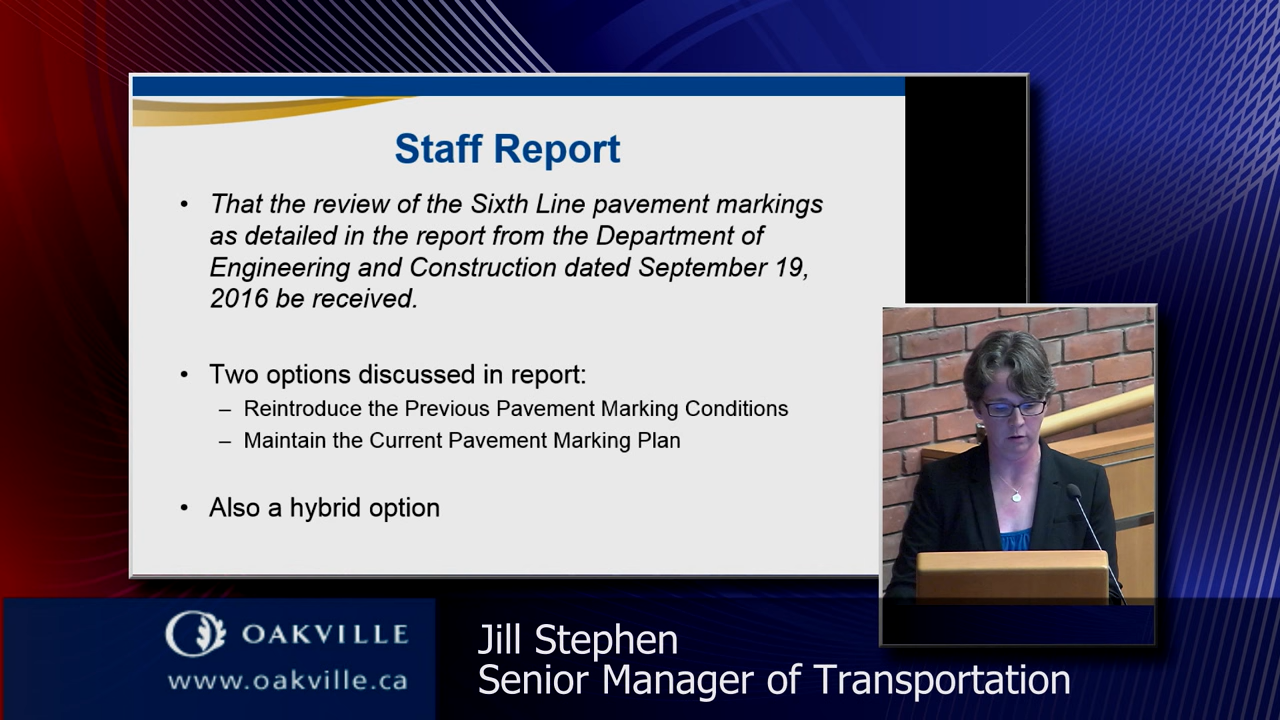 Staff Report
• That the review of the Sixth Line pavement markings
as detailed in the report from the Department of
Engineering and Construction dated September 19,
2016 be received.
• Two options discussed in report:
– Reintroduce the Previous Pavement Marking Conditions
– Maintain the Current Pavement Marking Plan
• Also a hybrid option
OAKVILLE
www.oakville.ca
Jill Stephen
Senior Manager of Transportation